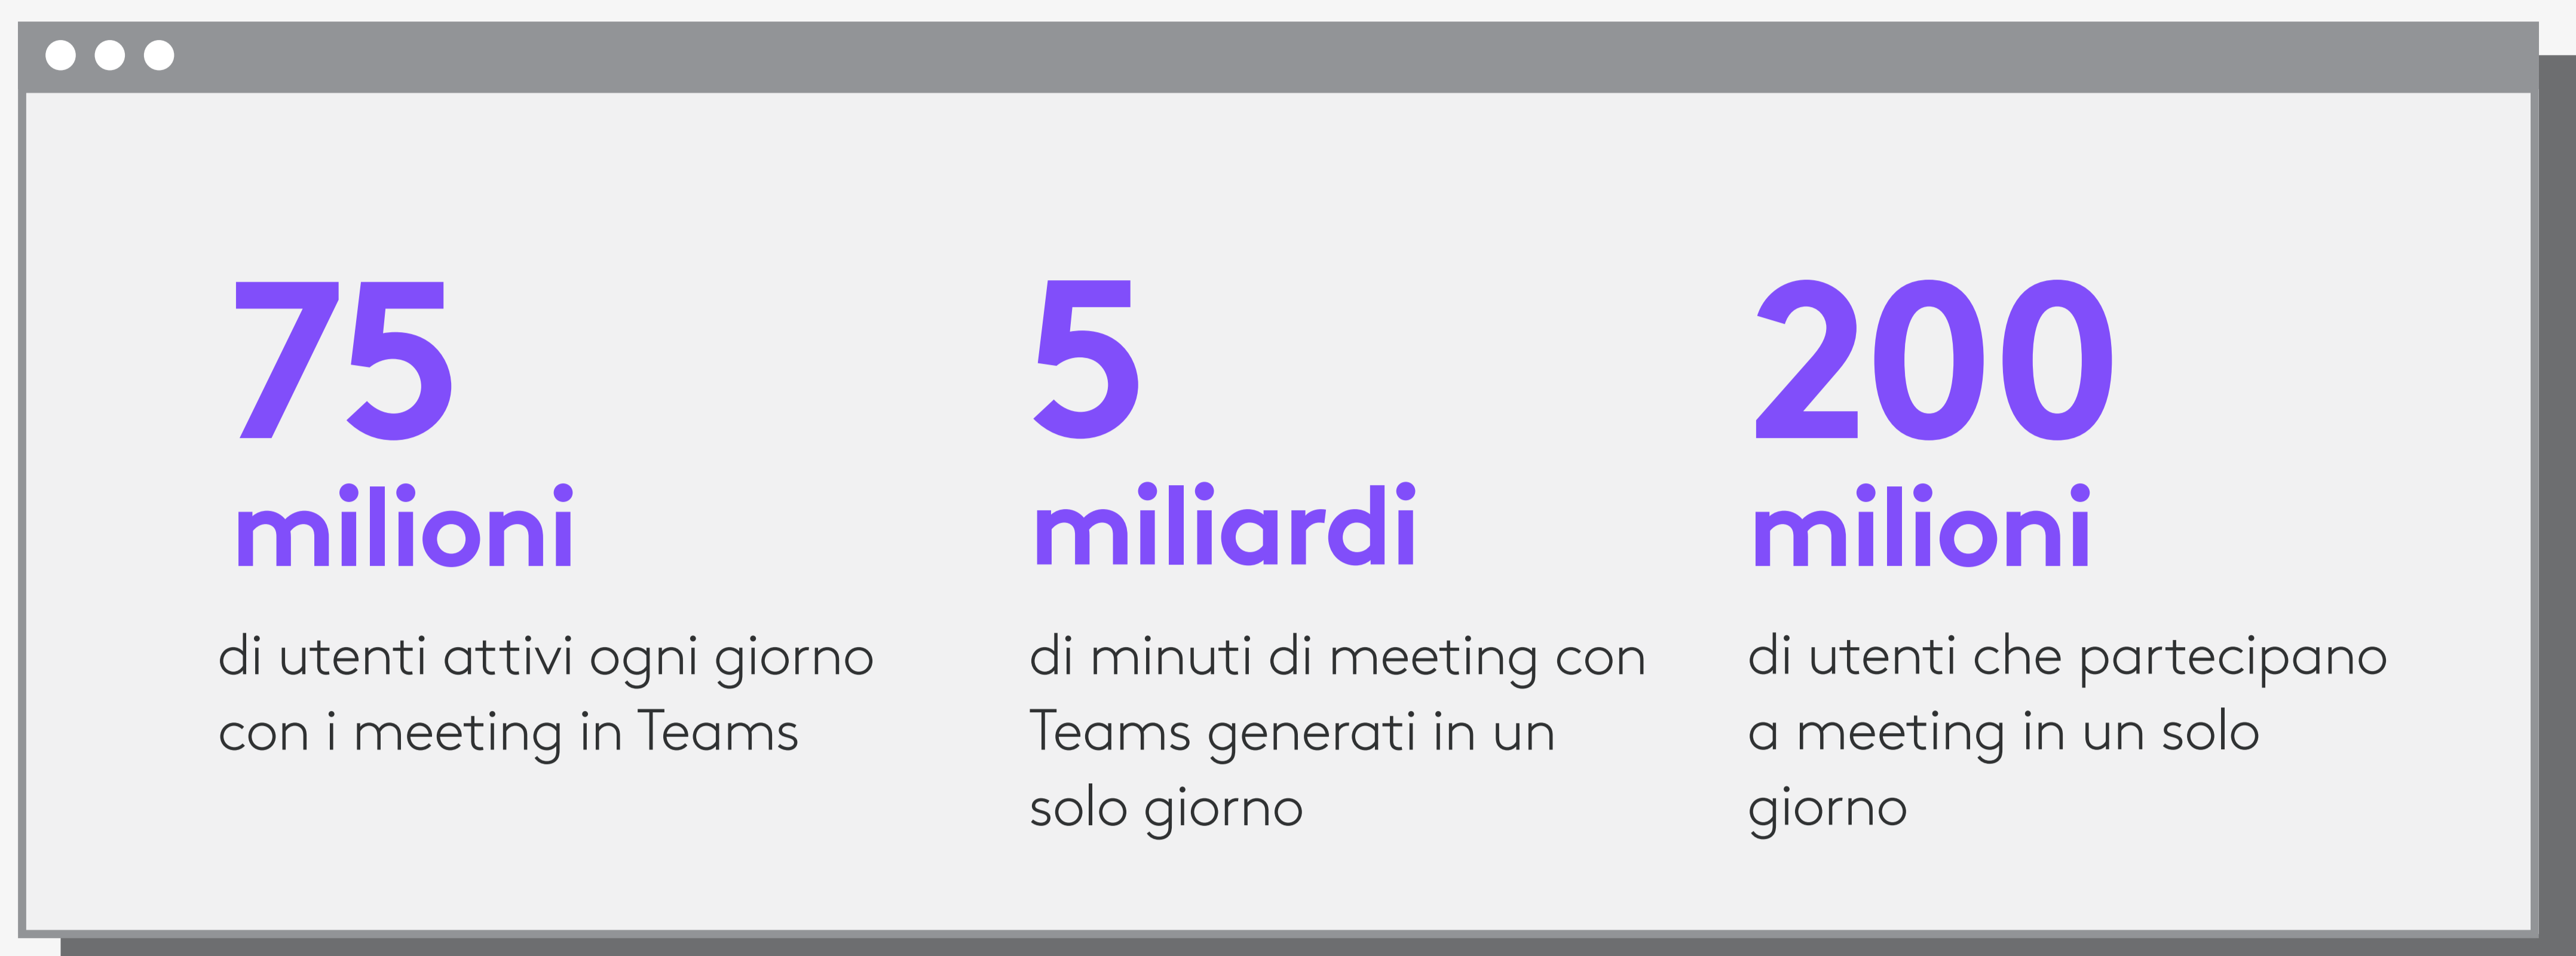 75
milioni
di utenti attivi ogni giorno
con i meeting in Teams
5
miliardi
di minuti di meeting con
Teams generati in un
solo giorno
200
milioni
di utenti che partecipano
a meeting in un solo
giorno